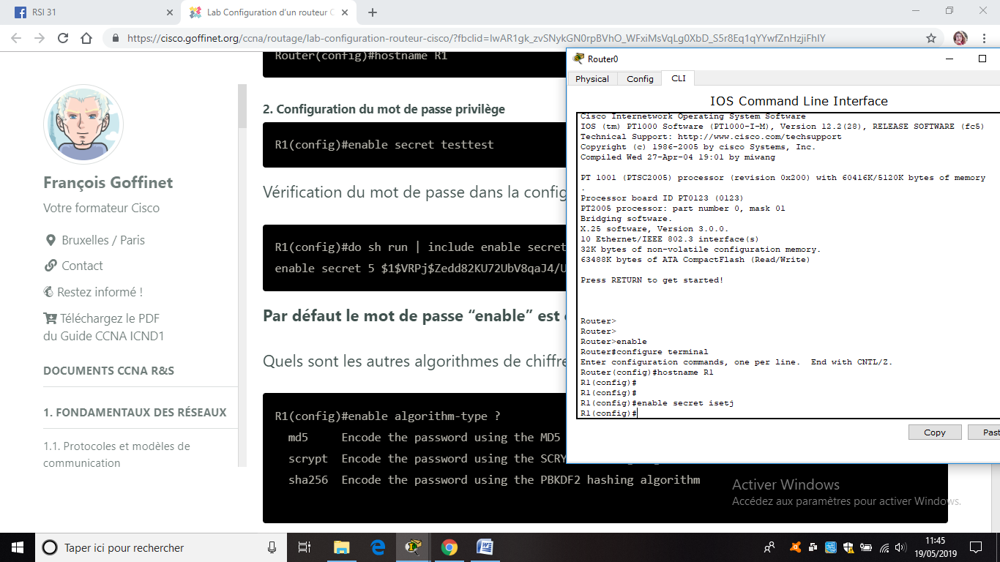 RSI 31
Lab Configuration d'un routeur C
https://cisco.goffinet.org/ccna/routage/lab-configuration-routeur-cisco/?fbclid=IwAR1gk_zvSNykGN0rpBVhO_WFxiMsVqLg0XbD_S5r8Eq1qYYwfZnHzjiFhIY
François Goffinet
Votre formateur Cisco
Bruxelles / Paris
Contact
Restez informé !
Téléchargez le PDF
du Guide CCNA ICND1
DOCUMENTS CCNA R&S
1. FONDAMENTAUX DES RÉSEAUX
1.1. Protocoles et modèles de
communication
Router(config)#hostname R1
2. Configuration du mot de passe privilège
R1(config)#enable secret testtest
Vérification du mot de passe dans la config
R1(config)#do sh run | include enable secret
enable secret 5 $1$VRPj$Zedd82KU72UbV8qaJ4/U
Par défaut le mot de passe “enable” est
Quels sont les autres algorithmes de chiffre
R1(config)#enable algorithm-type ?
md5 Encode the password using the MD5
scrypt Encode the password using the SCRY
sha256 Encode the password using the PBKDF2 hashing algorithm
Router0
Physical
Config
CLI
IOS Command Line Interface
Cisco Internetwork Operating System Software
IOS (tm) PT1000 Software (PT1000-I-M), Version 12.2(28), RELEASE SOFTWARE (fc5)
Technical Support: http://www.cisco.com/techsupport
Copyright (c) 1986-2005 by cisco Systems, Inc.
Compiled Wed 27-Apr-04 19:01 by miwang
PT 1001 (PTSC2005) processor (revision 0x200) with 60416K/5120K bytes of memory
.
Processor board ID PT0123 (0123)
PT2005 processor: part number 0, mask 01
Bridging software.
X.25 software, Version 3.0.0.
10 Ethernet/IEEE 802.3 interface(s)
32K bytes of non-volatile configuration memory.
63488K bytes of ATA CompactFlash (Read/Write)
Press RETURN to get started!
Router>
Router>
Router>enable
Router#configure terminal
Enter configuration commands, one per line. End with CNTL/Z.
Router(config)#hostname R1
R1(config)#
R1(config)#
R1(config)#enable secret isetj
R1(config)#
Copy
Past
Activer Windows
Accédez aux paramètres pour activer Windows.
Taper ici pour rechercher
11:45
19/05/2019